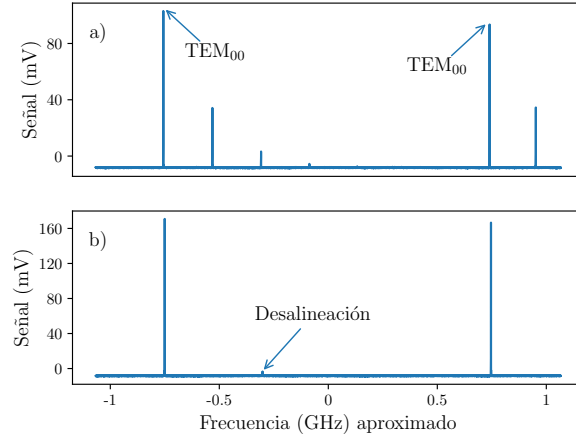 a)
TEM₀₀
TEM₀₀
Señal (mV)
80
40
0
b)
Desalineación
Señal (mV)
160
120
80
40
0
-1
-0.5
0
0.5
1
Frecuencia (GHz) aproximado